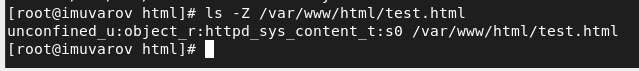 [root@imuvarov html]# ls -Z /var/www/html/test.html
unconfined_u:object_r:httpd_sys_content_t:s0 /var/www/html/test.html
[root@imuvarov html]#